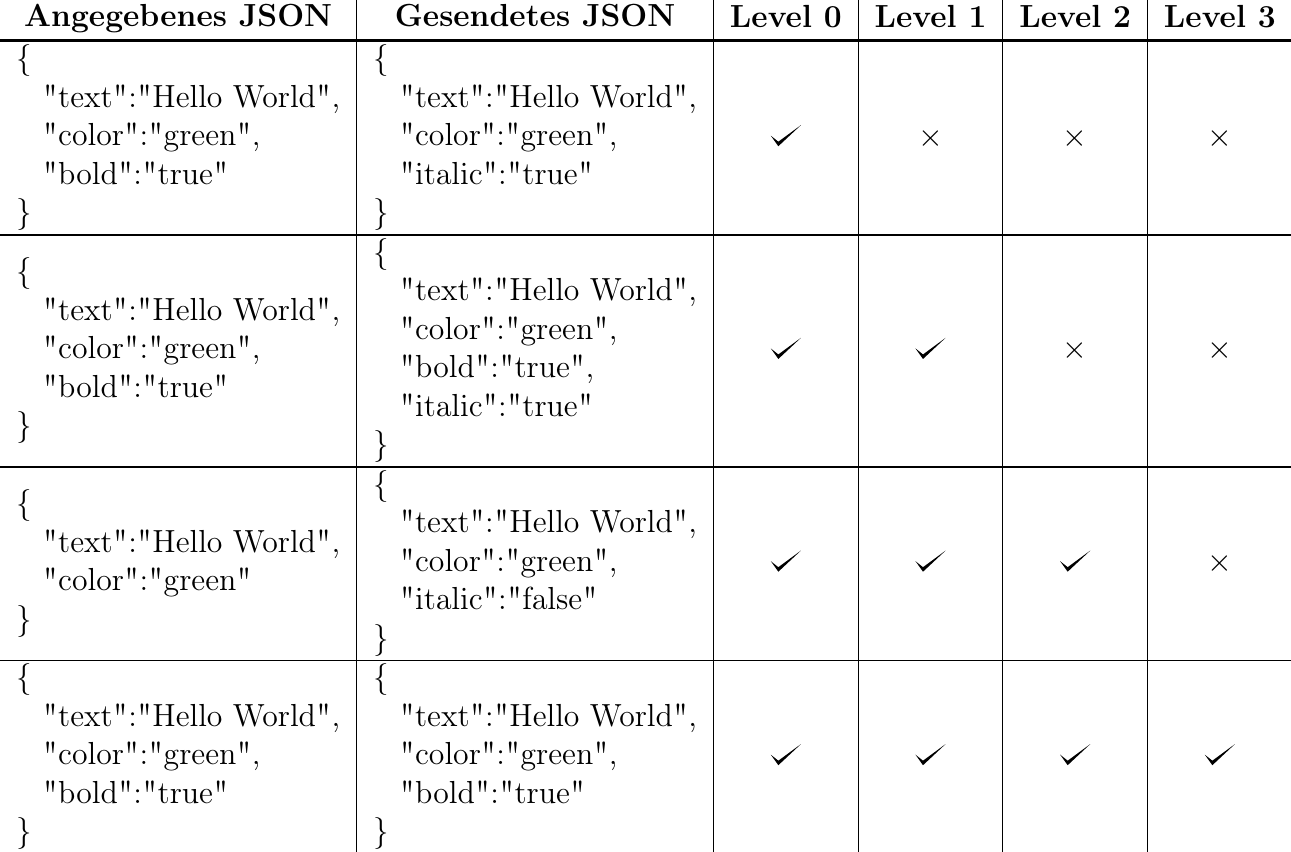 Angegebenes JSON Gesendetes JSON Level 0 Level 1 Level 2 Level 3
{
"text":"Hello World",
"color":"green",
"bold":"true"
}
{
"text":"Hello World",
"color":"green",
"italic":"true"
}
✓ × × ×
{
"text":"Hello World",
"color":"green",
"bold":"true"
}
{
"text":"Hello World",
"color":"green",
"bold":"true",
"italic":"true"
}
✓ ✓ × ×
{
"text":"Hello World",
"color":"green"
}
{
"text":"Hello World",
"color":"green",
"italic":"false"
}
✓ ✓ ✓ ×
{
"text":"Hello World",
"color":"green",
"bold":"true"
}
{
"text":"Hello World",
"color":"green",
"bold":"true"
}
✓ ✓ ✓ ✓